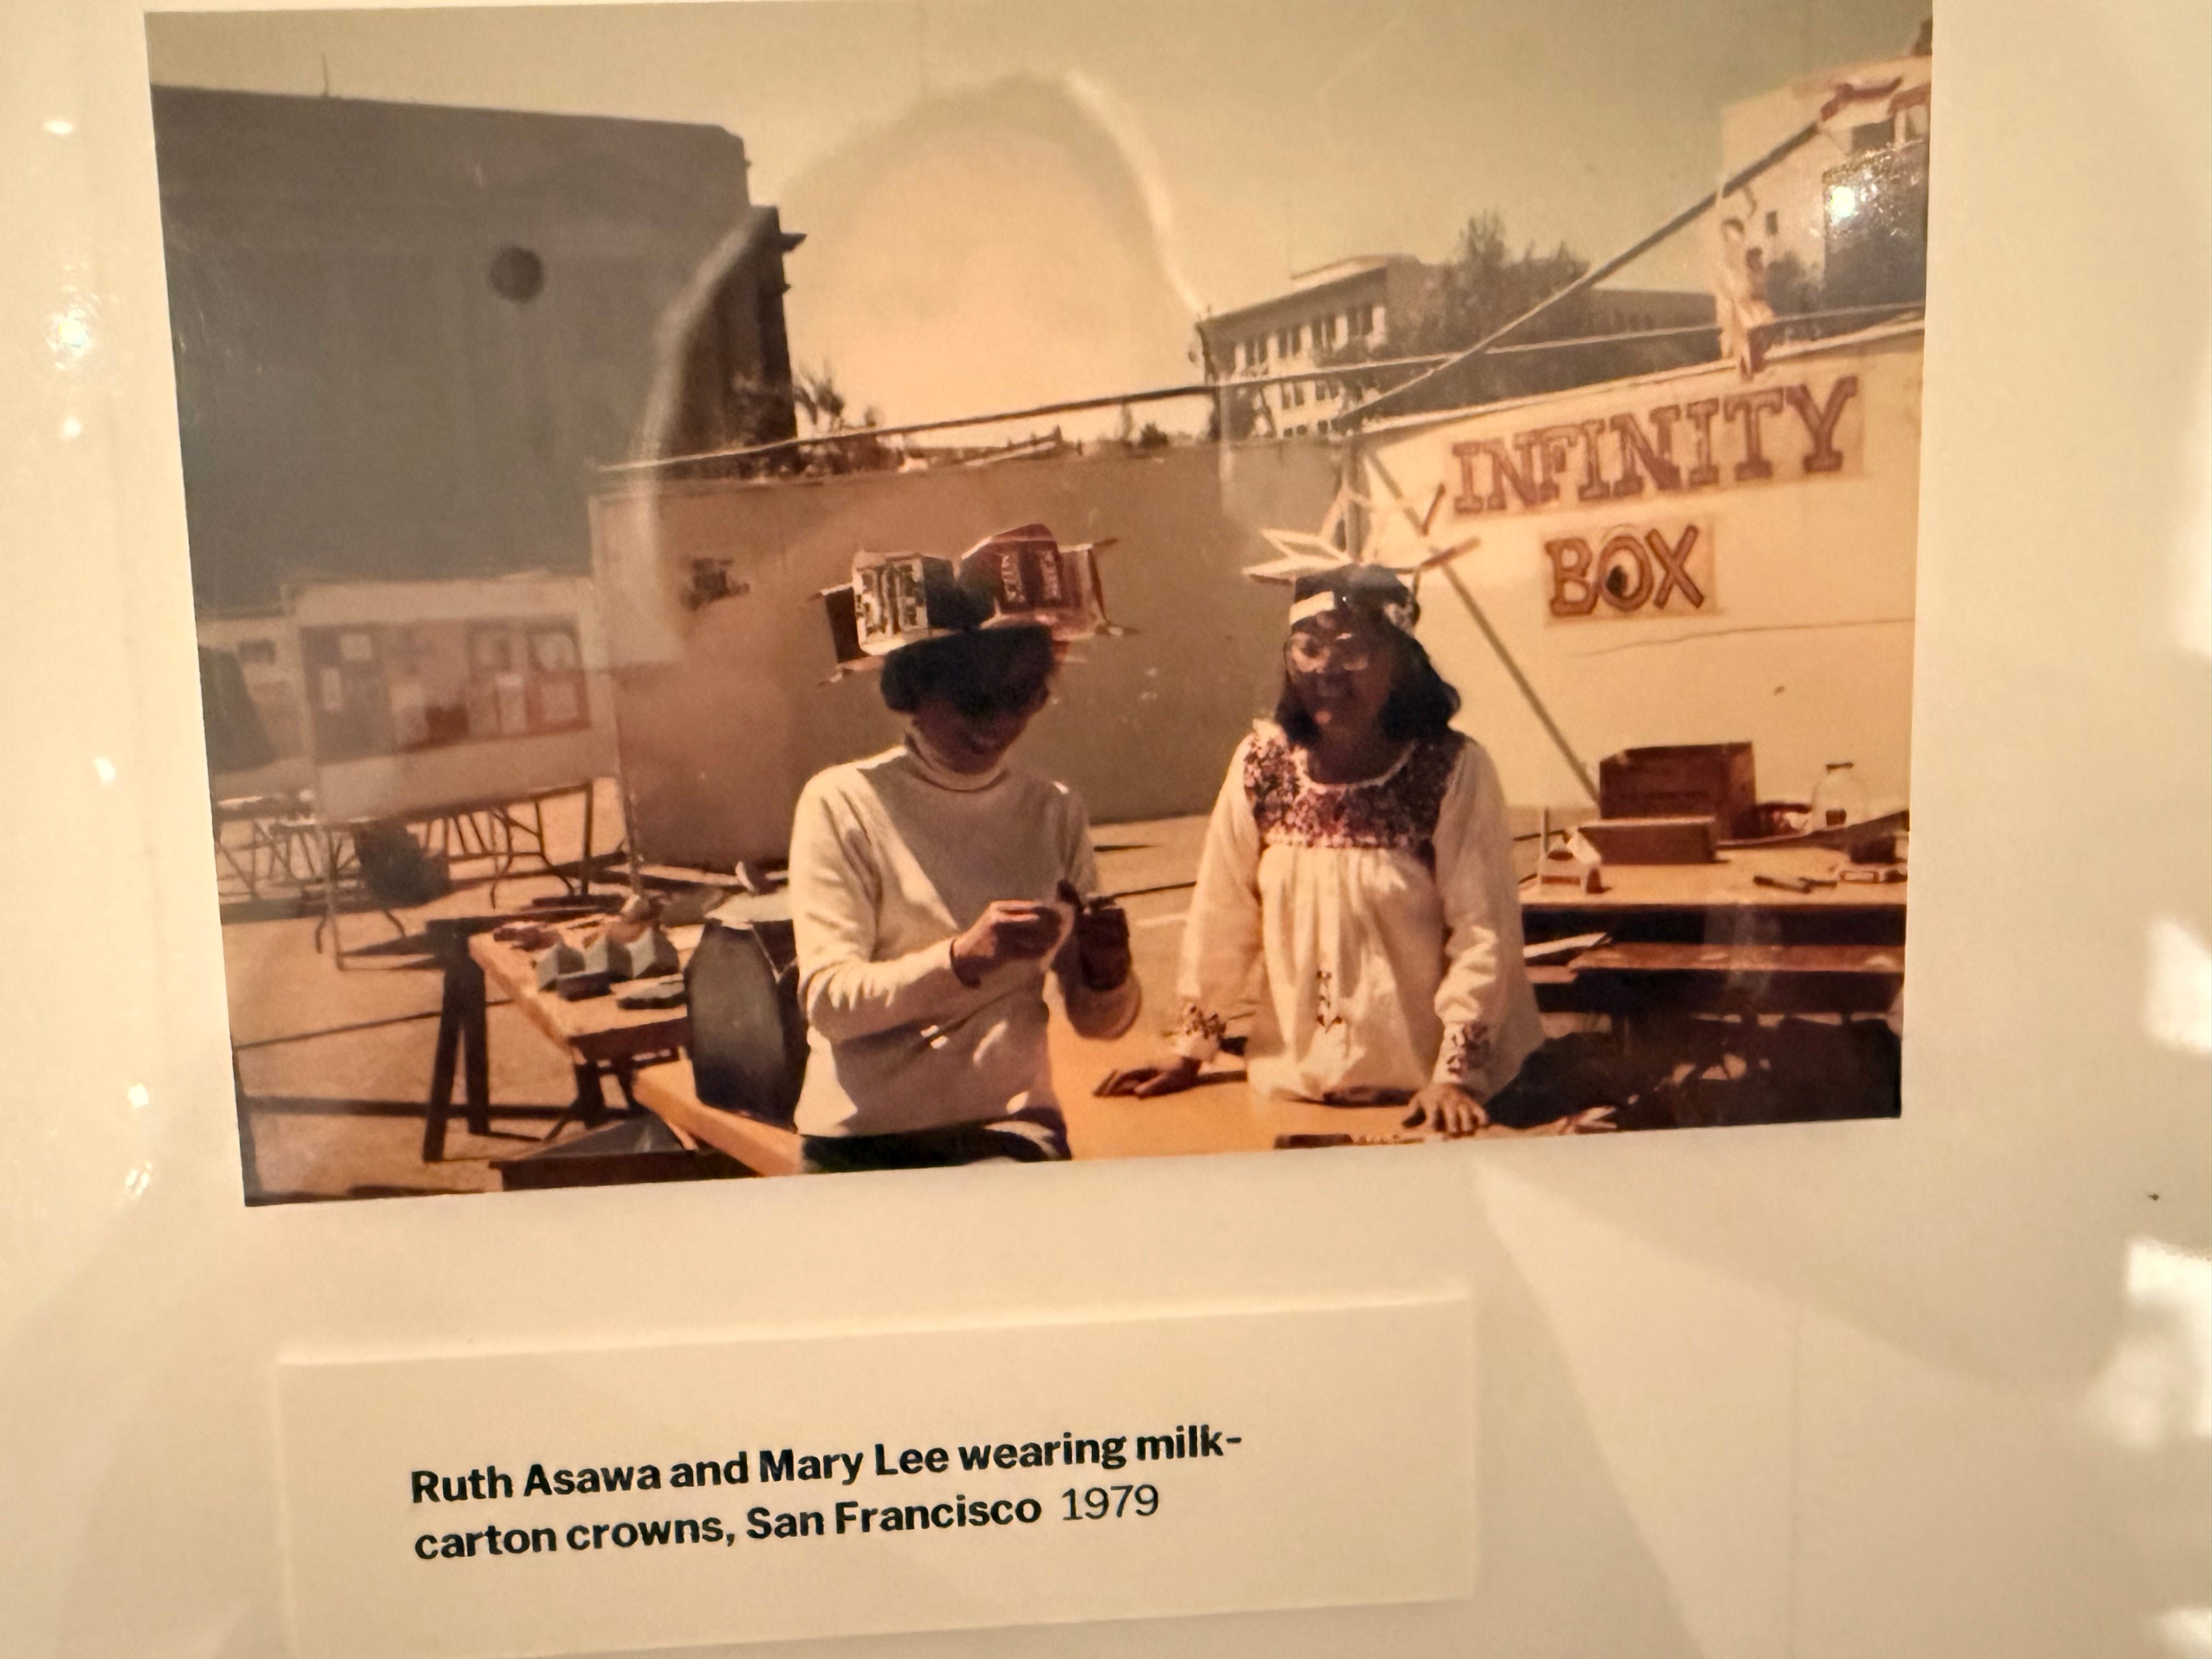 INFINITY
BOX
Ruth Asawa and Mary Lee wearing milk-
carton crowns, San Francisco 1979